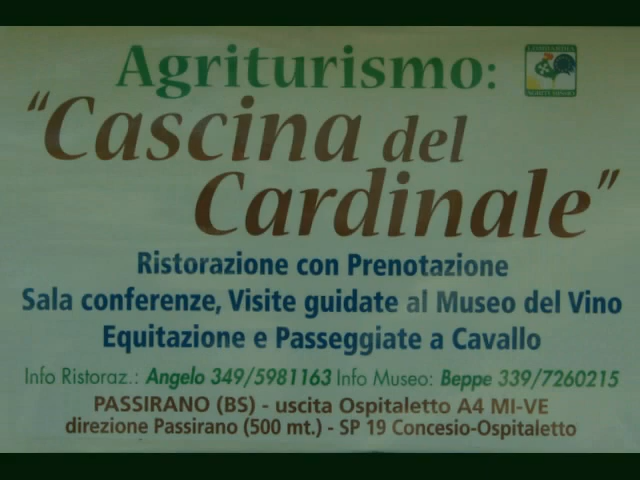 Agriturismo:
"Cascina del
Cardinale"
Ristorazione con Prenotazione
Sala conferenze, Visite guidate al Museo del Vino
Equitazione e Passeggiate a Cavallo
Info Ristoraz.: Angelo 349/5981163 Info Museo: Beppe 339/7260215
PASSIRANO (BS) - uscita Ospitaletto A4 MI-VE
direzione Passirano (500 mt.) - SP 19 Concesio-Ospitaletto